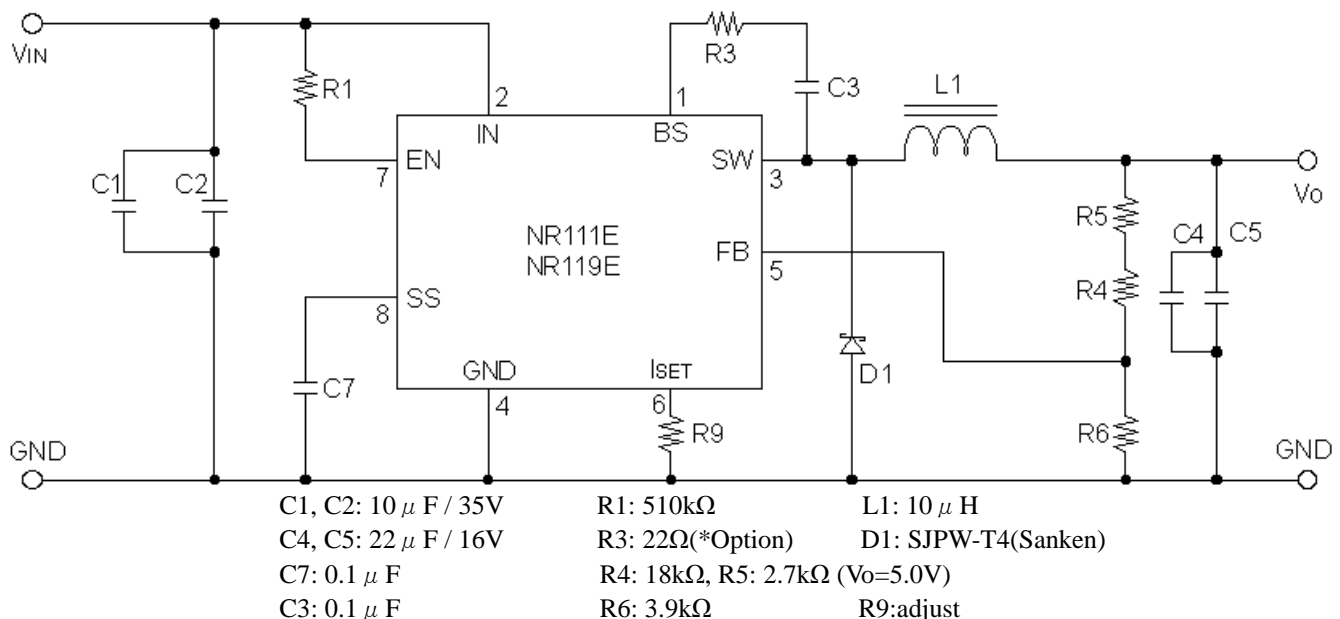 VIN
R1
R3
C3
L1
2
1
IN
BS
EN
SW
7
3
C1
C2
Vo
R5
NR111E
NR119E
FB
5
C4
C5
R4
SS
8
D1
C7
GND
ISET
4
6
R9
R6
GND
GND
C1, C2: 10 μ F / 35V R1: 510kΩ L1: 10 μ H
C4, C5: 22 μ F / 16V R3: 22Ω(*Option) D1: SJPW-T4(Sanken)
C7: 0.1 μ F R4: 18kΩ, R5: 2.7kΩ (Vo=5.0V)
C3: 0.1 μ F R6: 3.9kΩ R9:adjust